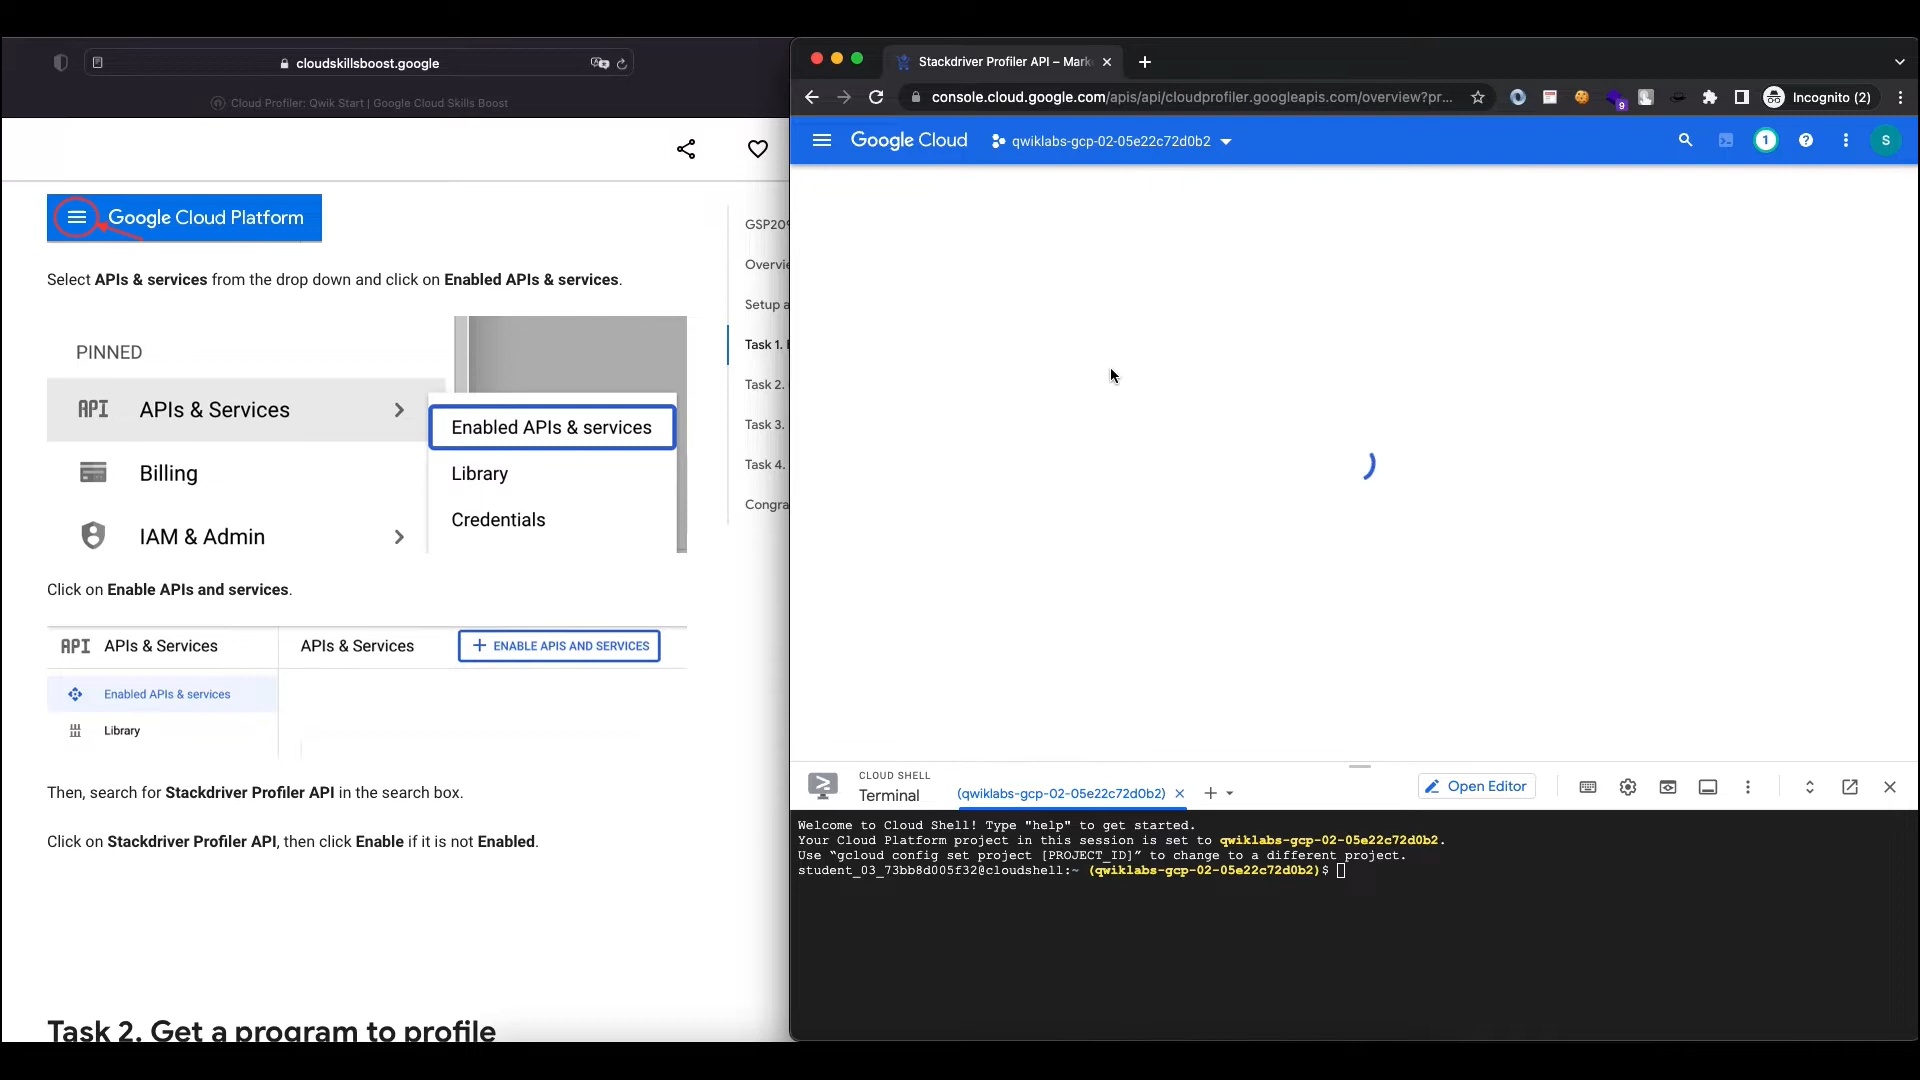 cloudskillsboost.google
Cloud Profiler: Qwik Start | Google Cloud Skills Boost
Google Cloud Platform
Select APIs & services from the drop down and click on Enabled APIs & services.
PINNED
API APIs & Services
Enabled APIs & services
Billing
Library
Credentials
IAM & Admin
Click on Enable APIs and services.
API APIs & Services
APIs & Services
ENABLE APIS AND SERVICES
Enabled APIs & services
Library
Then, search for Stackdriver Profiler API in the search box.
Click on Stackdriver Profiler API, then click Enable if it is not Enabled.
Task 2. Get a program to profile
GSP209
Overvie
Setup a
Task 1.
Task 2.
Task 3.
Task 4.
Congra
Stackdriver Profiler API – Mark
console.cloud.google.com/apis/api/cloudprofiler.googleapis.com/overview?pr...
9
Incognito (2)
Google Cloud
qwiklabs-gcp-02-05e22c72d0b2
1
S
CLOUD SHELL
Terminal
(qwiklabs-gcp-02-05e22c72d0b2)
Open Editor
Welcome to Cloud Shell! Type "help" to get started.
Your Cloud Platform project in this session is set to qwiklabs-gcp-02-05e22c72d0b2.
Use “gcloud config set project [PROJECT_ID]” to change to a different project.
student_03_73bb8d005f32@cloudshell:~ (qwiklabs-gcp-02-05e22c72d0b2)$